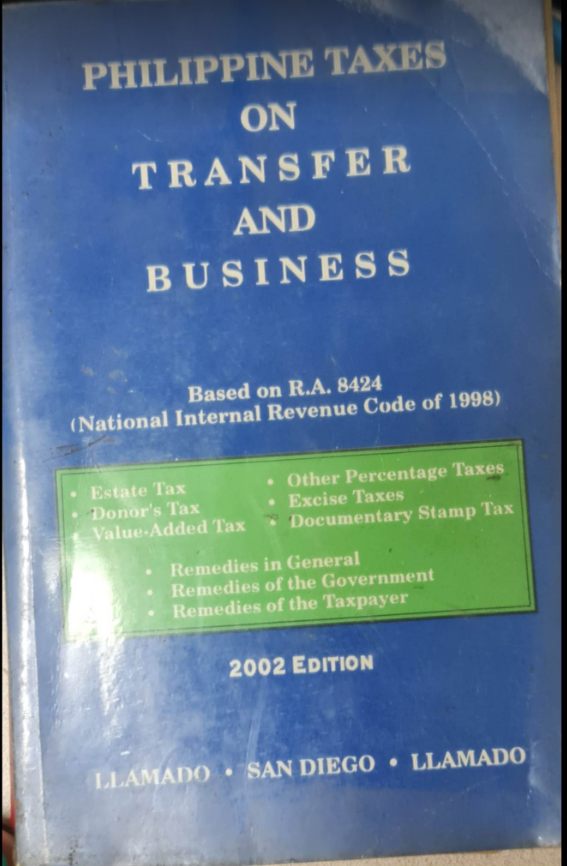 PHILIPPINE TAXES
ON
TRANSFER
AND
BUSINESS
Based on R.A. 8424
(National Internal Revenue Code of 1998)
• Estate Tax
• Donor's Tax
• Value-Added Tax
• Other Percentage Taxes
• Excise Taxes
• Documentary Stamp Tax
• Remedies in General
• Remedies of the Government
• Remedies of the Taxpayer
2002 EDITION
LLAMADO • SAN DIEGO • LLAMADO